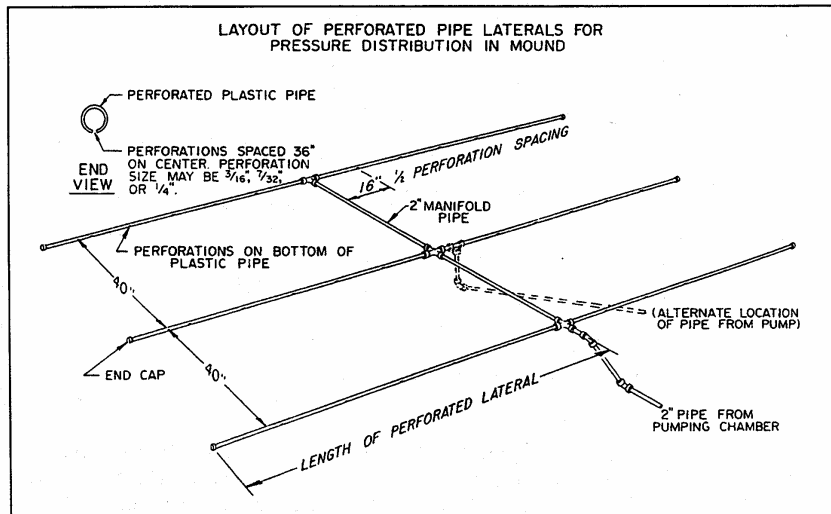 LAYOUT OF PERFORATED PIPE LATERALS FOR
PRESSURE DISTRIBUTION IN MOUND
PERFORATED PLASTIC PIPE
PERFORATIONS SPACED 36"
ON CENTER. PERFORATION
SIZE MAY BE 3/16", 7/32",
OR 1/4".
END
VIEW
16" 1/2 PERFORATION SPACING
2" MANIFOLD
PIPE
PERFORATIONS ON BOTTOM OF
PLASTIC PIPE
40"
40"
END CAP
(ALTERNATE LOCATION
OF PIPE FROM PUMP)
LENGTH OF PERFORATED LATERAL
2" PIPE FROM
PUMPING CHAMBER